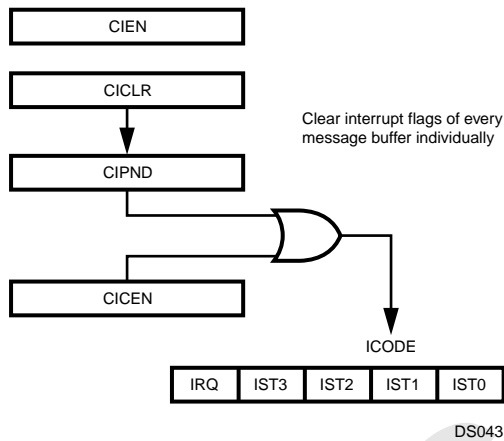 CIEN
CICLR
Clear interrupt flags of every
message buffer individually
CIPND
CICEN
ICODE
IRQ IST3 IST2 IST1 IST0
DS043